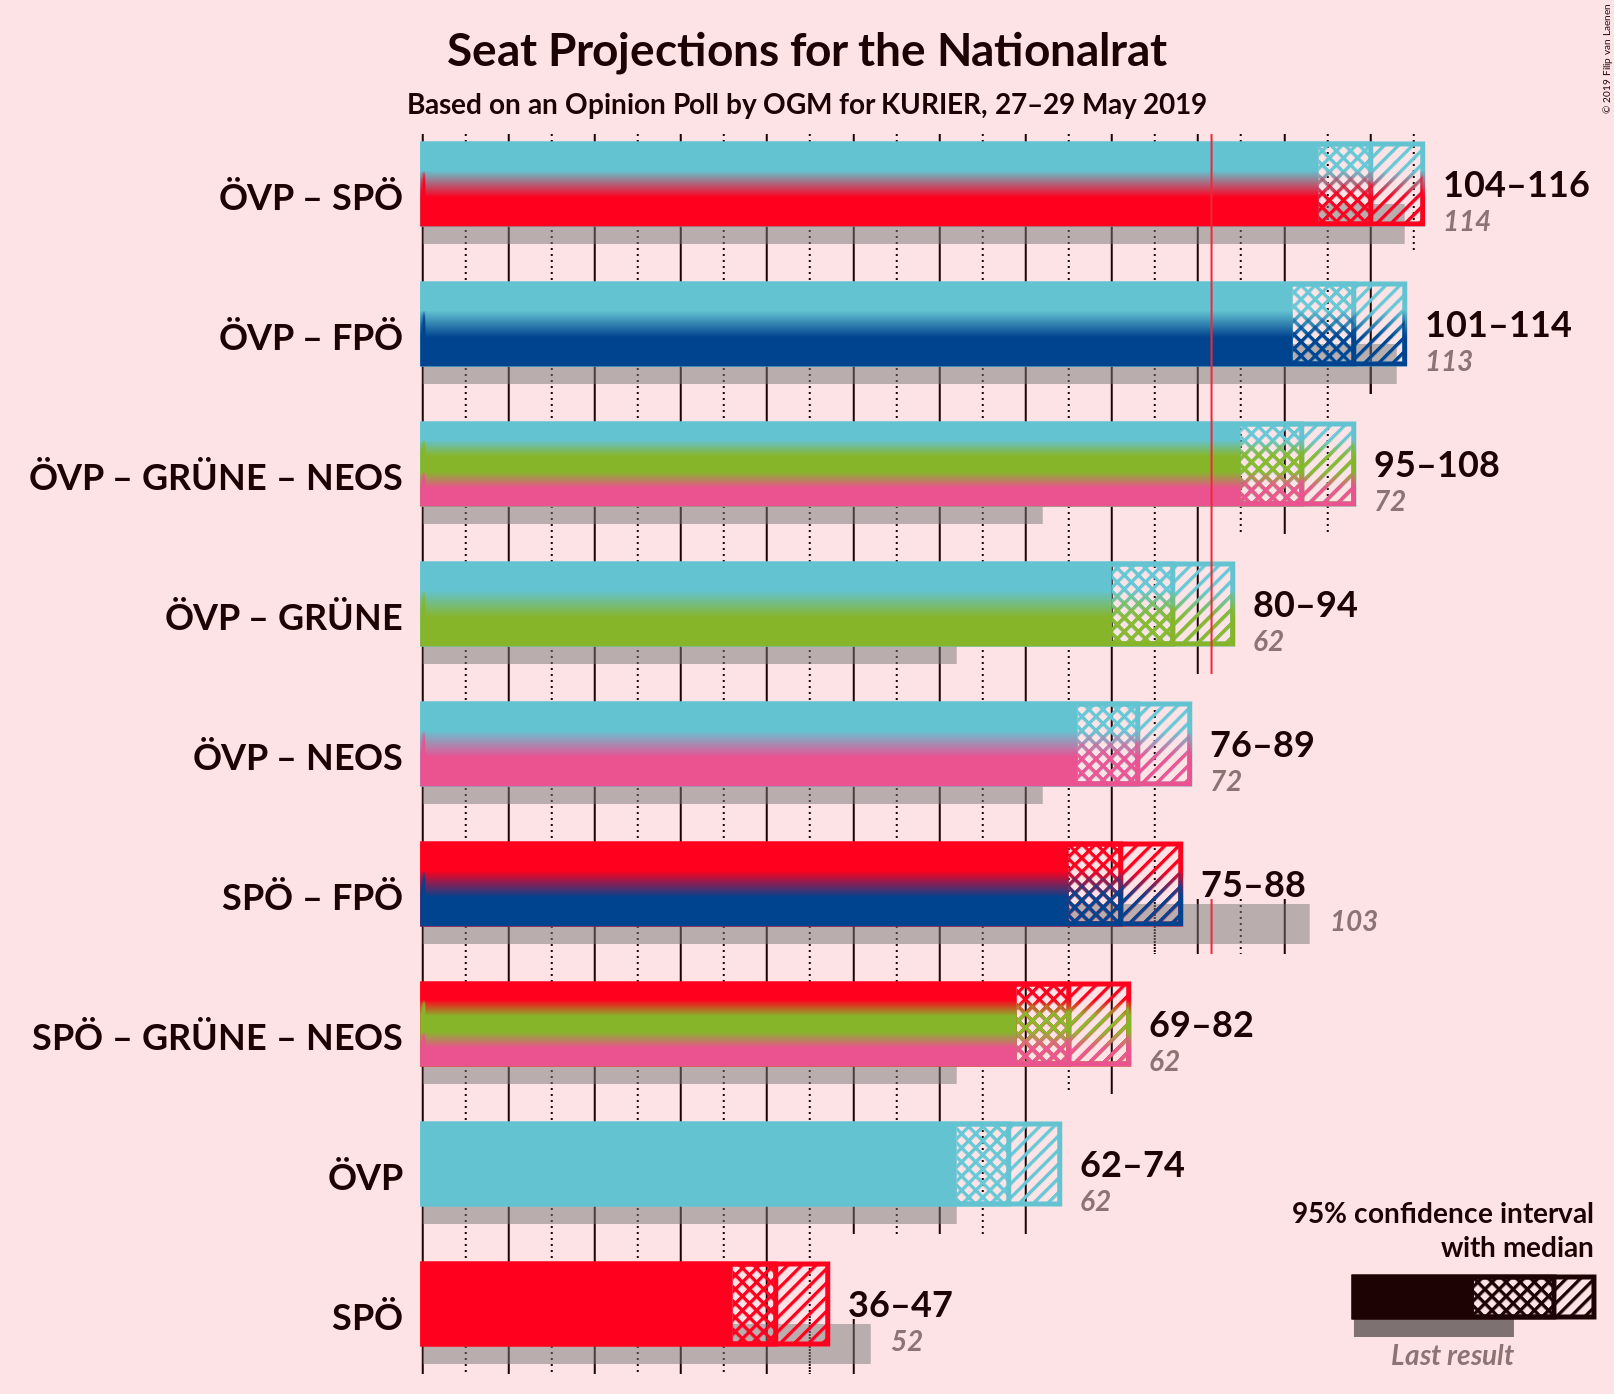 Seat Projections for the Nationalrat
Based on an Opinion Poll by OGM for KURIER, 27–29 May 2019
© 2019 Filip van Laenen
ÖVP – SPÖ
104–116
114
ÖVP – FPÖ
101–114
113
ÖVP – GRÜNE – NEOS
95–108
72
ÖVP – GRÜNE
80–94
62
ÖVP – NEOS
76–89
72
SPÖ – FPÖ
75–88
103
SPÖ – GRÜNE – NEOS
69–82
62
ÖVP
62–74
62
SPÖ
36–47
52
95% confidence interval
with median
Last result